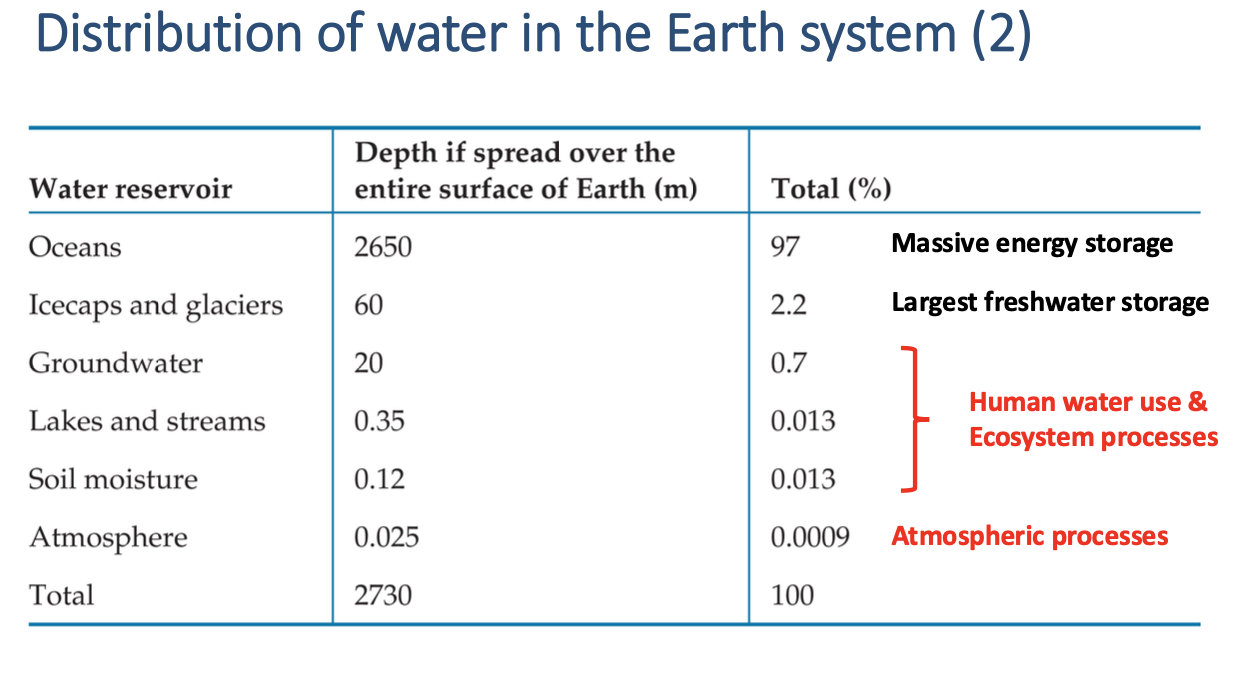 Distribution of water in the Earth system (2)
Water reservoir Depth if spread over the entire surface of Earth (m) Total (%)
Oceans 2650 97 Massive energy storage
Icecaps and glaciers 60 2.2 Largest freshwater storage
Groundwater 20 0.7
Human water use &
Lakes and streams 0.35 0.013
Ecosystem processes
Soil moisture 0.12 0.013
Atmosphere 0.025 0.0009 Atmospheric processes
Total 2730 100